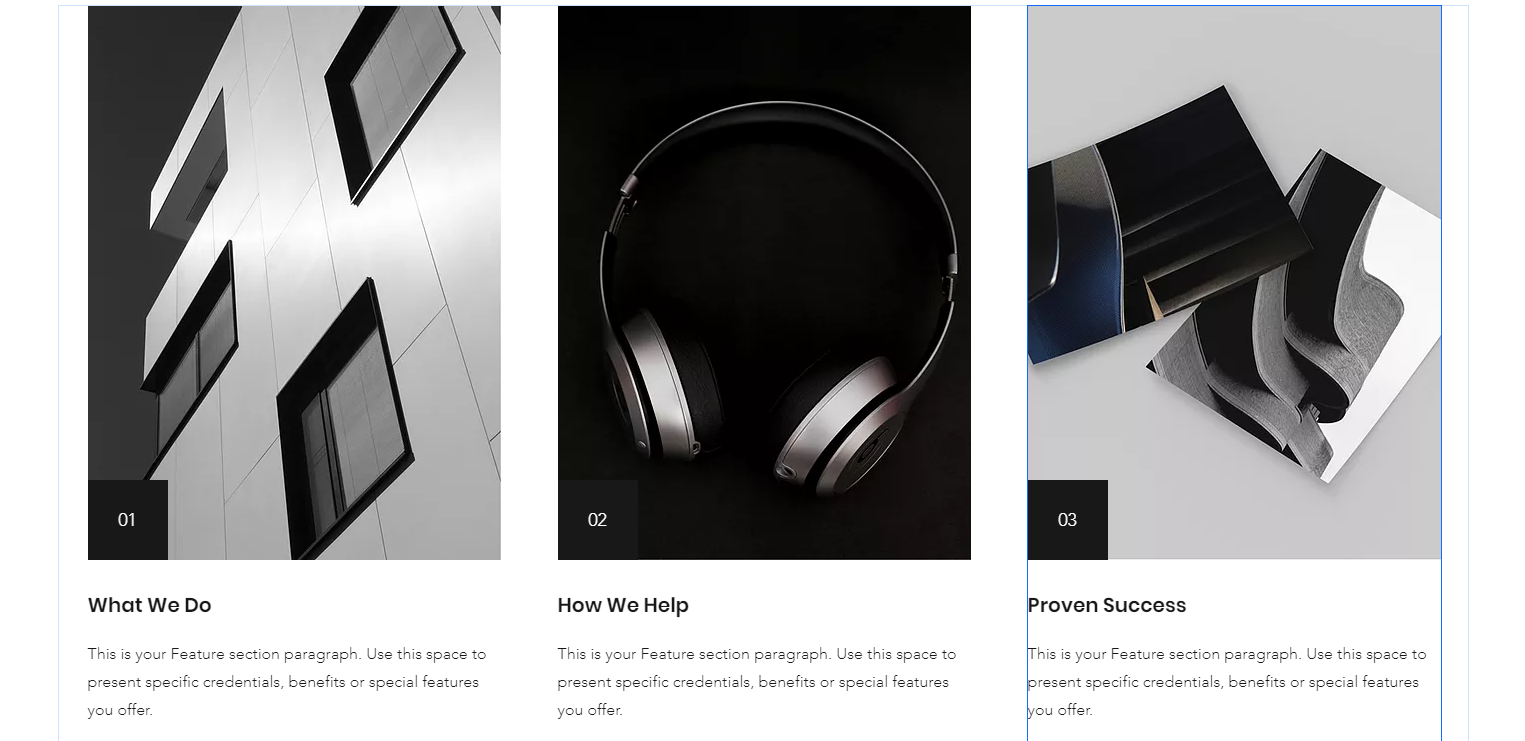 01
What We Do
This is your Feature section paragraph. Use this space to
present specific credentials, benefits or special features
you offer.
02
How We Help
This is your Feature section paragraph. Use this space to
present specific credentials, benefits or special features
you offer.
03
Proven Success
This is your Feature section paragraph. Use this space to
present specific credentials, benefits or special features
you offer.